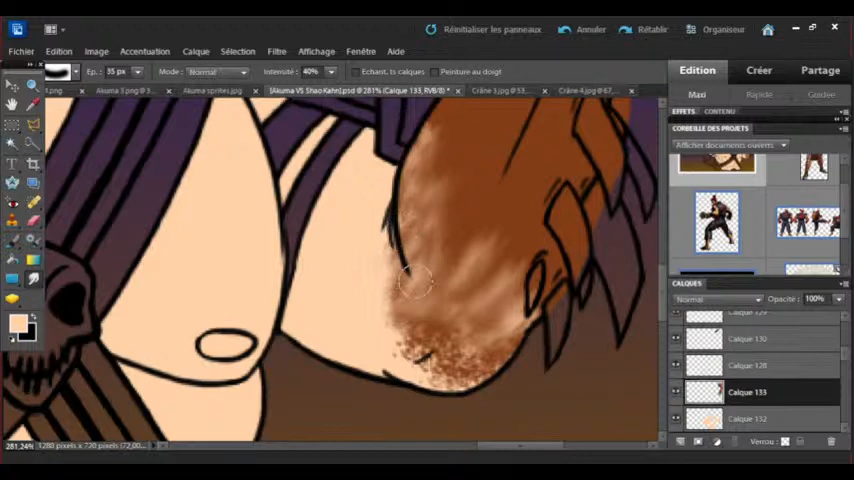 Réinitialiser les panneaux Annuler Rétablir Organiseur
Fichier Edition Image Accentuation Calque Sélection Filtre Affichage Fenêtre Aide
Edition Créer Partage
Ep. : 35 px Mode : Normal Intensité : 40% Echant. ts calques Peinture au doigt
Maxi Rapide Guidée
1.png Akuma 3.png @ 3... Akuma sprites.jpg [Akuma VS Shao Kahn].psd @ 281% (Calque 133, RVB/8) * Crâne 3.jpg @ 53... Crâne 4.jpg @ 67,...
EFFETS CONTENU
CORBEILLE DES PROJETS
Afficher documents ouverts
CALQUES
Normal Opacité : 100%
Calque 129
Calque 130
Calque 128
Calque 133
Calque 132
281,24% 1280 pixels x 720 pixels (72,00...
Verrou :